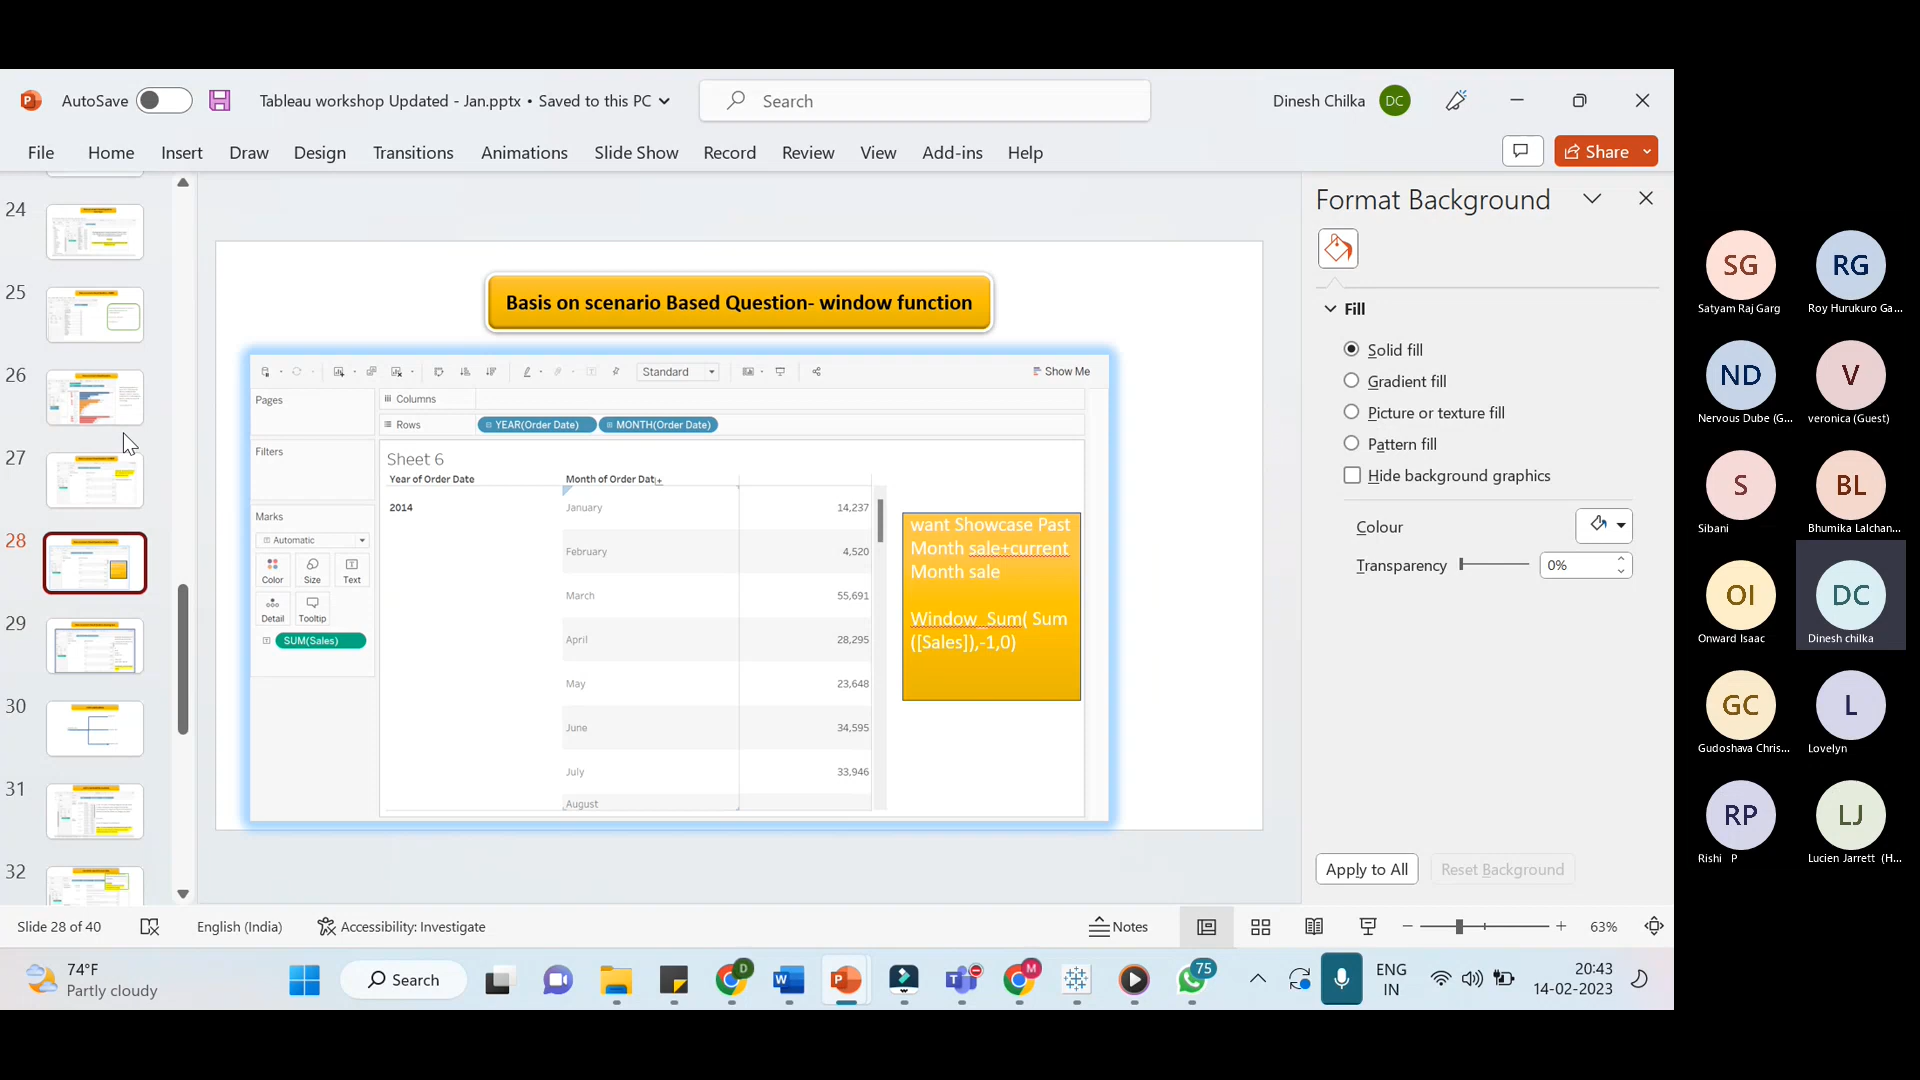 AutoSave
Tableau workshop Updated - Jan.pptx • Saved to this PC
Search
Dinesh Chilka
DC
File
Home
Insert
Draw
Design
Transitions
Animations
Slide Show
Record
Review
View
Add-ins
Help
Share
24
25
26
27
28
29
30
31
32
Basis on scenario Based Question- window function
Standard
Show Me
Pages
Columns
Rows
YEAR(Order Date)
MONTH(Order Date)
Filters
Sheet 6
Year of Order Date
Month of Order Dat
Marks
Automatic
Color
Size
Text
Detail
Tooltip
SUM(Sales)
2014
January
14,237
February
4,520
March
55,691
April
28,295
May
23,648
June
34,595
July
33,946
August
want Showcase Past
Month sale+current
Month sale
Window_Sum( Sum
([Sales]),-1,0)
Format Background
Fill
Solid fill
Gradient fill
Picture or texture fill
Pattern fill
Hide background graphics
Colour
Transparency
0%
Apply to All
Reset Background
SG
Satyam Raj Garg
RG
Roy Hurukuro Ga...
ND
Nervous Dube (G...
V
veronica (Guest)
S
Sibani
BL
Bhumika Lalchan...
OI
Onward Isaac
DC
Dinesh chilka
GC
Gudoshava Chris...
L
Lovelyn
RP
Rishi P
LJ
Lucien Jarrett (H...
Slide 28 of 40
English (India)
Accessibility: Investigate
Notes
63%
74°F
Partly cloudy
Search
D
M
75
ENG
IN
20:43
14-02-2023